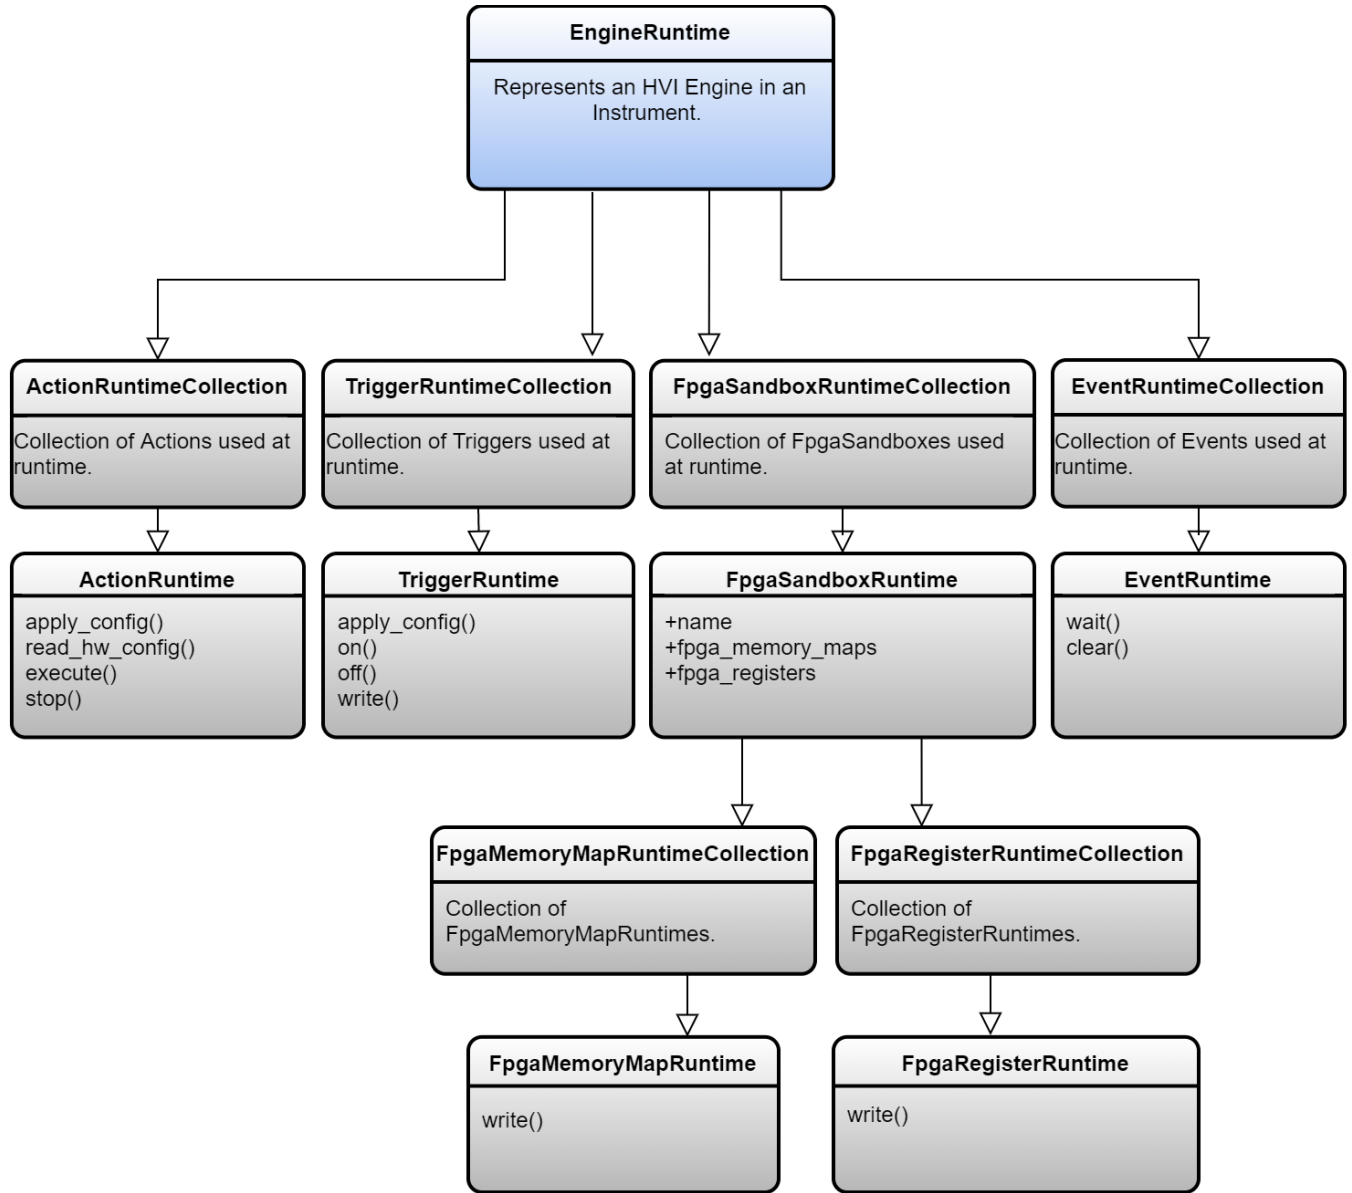 EngineRuntime
Represents an HVI Engine in an
Instrument.
ActionRuntimeCollection
Collection of Actions used at
runtime.
TriggerRuntimeCollection
Collection of Triggers used at
runtime.
FpgaSandboxRuntimeCollection
Collection of FpgaSandboxes used
at runtime.
EventRuntimeCollection
Collection of Events used at
runtime.
ActionRuntime
apply_config()
read_hw_config()
execute()
stop()
TriggerRuntime
apply_config()
on()
off()
write()
FpgaSandboxRuntime
+name
+fpga_memory_maps
+fpga_registers
EventRuntime
wait()
clear()
FpgaMemoryMapRuntimeCollection
Collection of
FpgaMemoryMapRuntimes.
FpgaRegisterRuntimeCollection
Collection of
FpgaRegisterRuntimes.
FpgaMemoryMapRuntime
write()
FpgaRegisterRuntime
write()